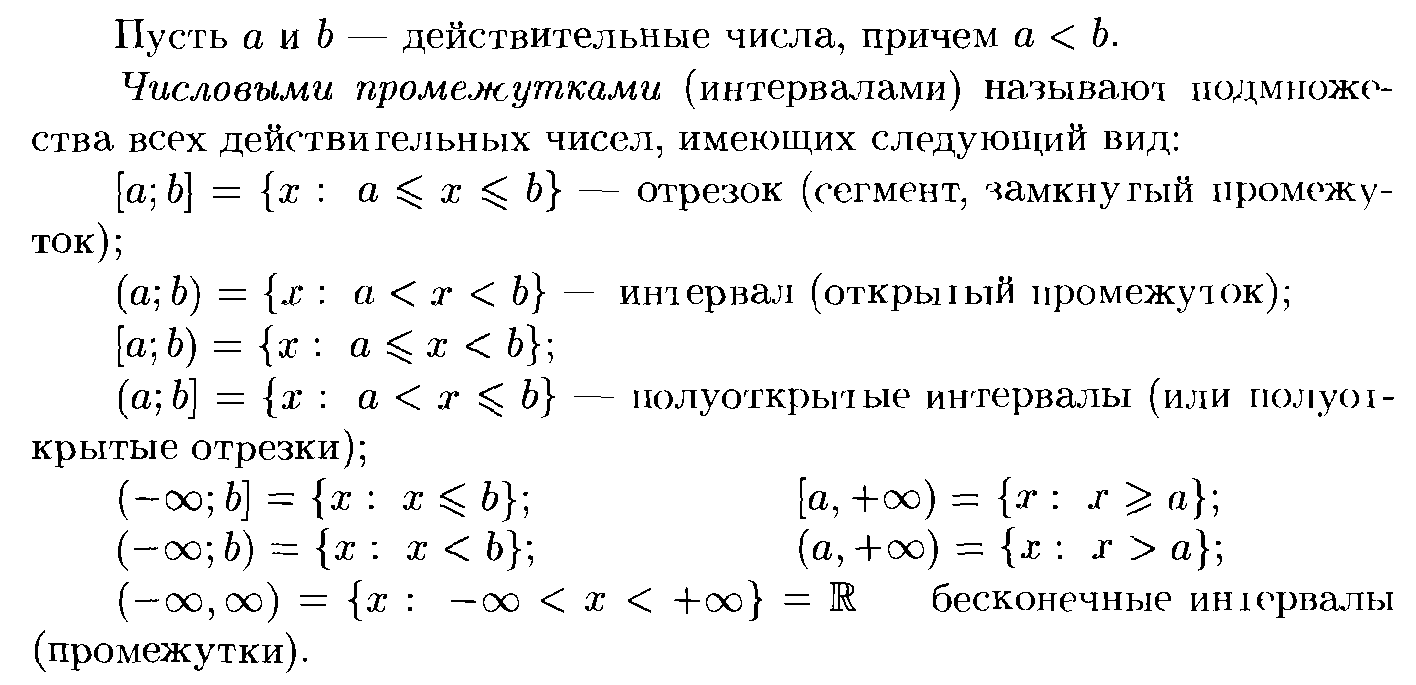 Пусть a и b — действительные числа, причем a < b.
Числовыми промежутками (интервалами) называют подмноже-
ства всех действительных чисел, имеющих следующий вид:
[a; b] = {x : a ⩽ x ⩽ b} — отрезок (сегмент, замкнутый промежу-
ток);
(a; b) = {x : a < x < b} — интервал (открытый промежуток);
[a; b) = {x : a ⩽ x < b};
(a; b] = {x : a < x ⩽ b} — полуоткрытые интервалы (или полуот-
крытые отрезки);
(−∞; b] = {x : x ⩽ b}; [a, +∞) = {x : x ⩾ a};
(−∞; b) = {x : x < b}; (a, +∞) = {x : x > a};
(−∞, ∞) = {x : −∞ < x < +∞} = ℝ бесконечные интервалы
(промежутки).